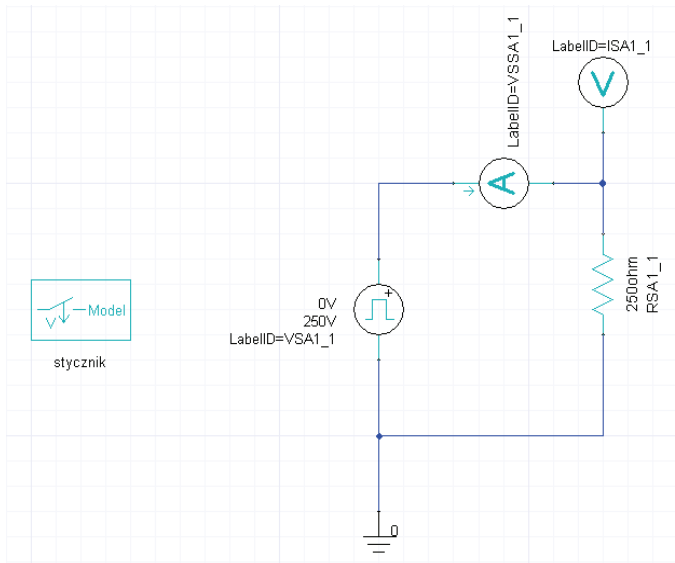 LabelID=ISA1_1
V
LabelID=VSSA1_1
A
250ohm
RSA1_1
0V
250V
LabelID=VSA1_1
+
V
Model
stycznik
0